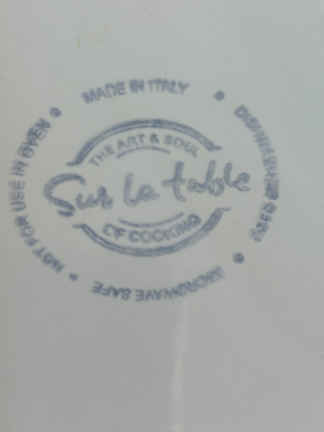 MADE IN ITALY
DISHWASHER SAFE
MICROWAVE SAFE
NOT FOR USE IN OVEN
THE ART & SOUL
Sur la table
OF COOKING